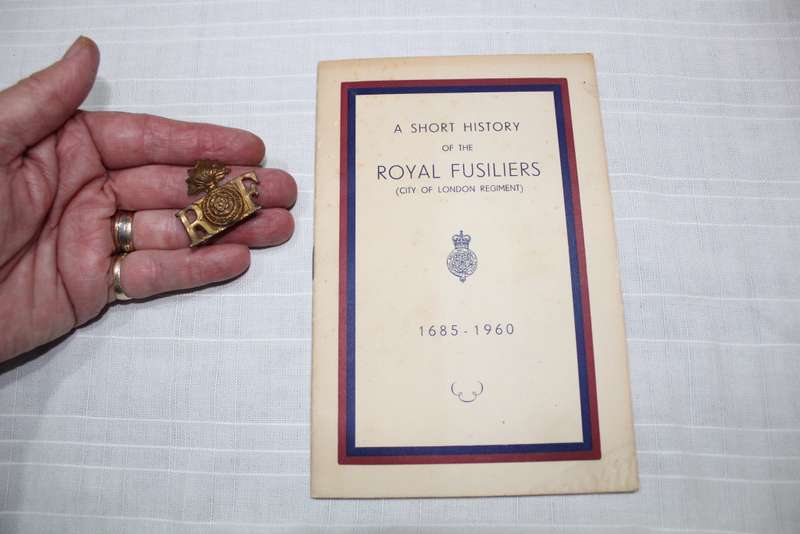 R F
A SHORT HISTORY
OF THE
ROYAL FUSILIERS
(CITY OF LONDON REGIMENT)
1685 - 1960